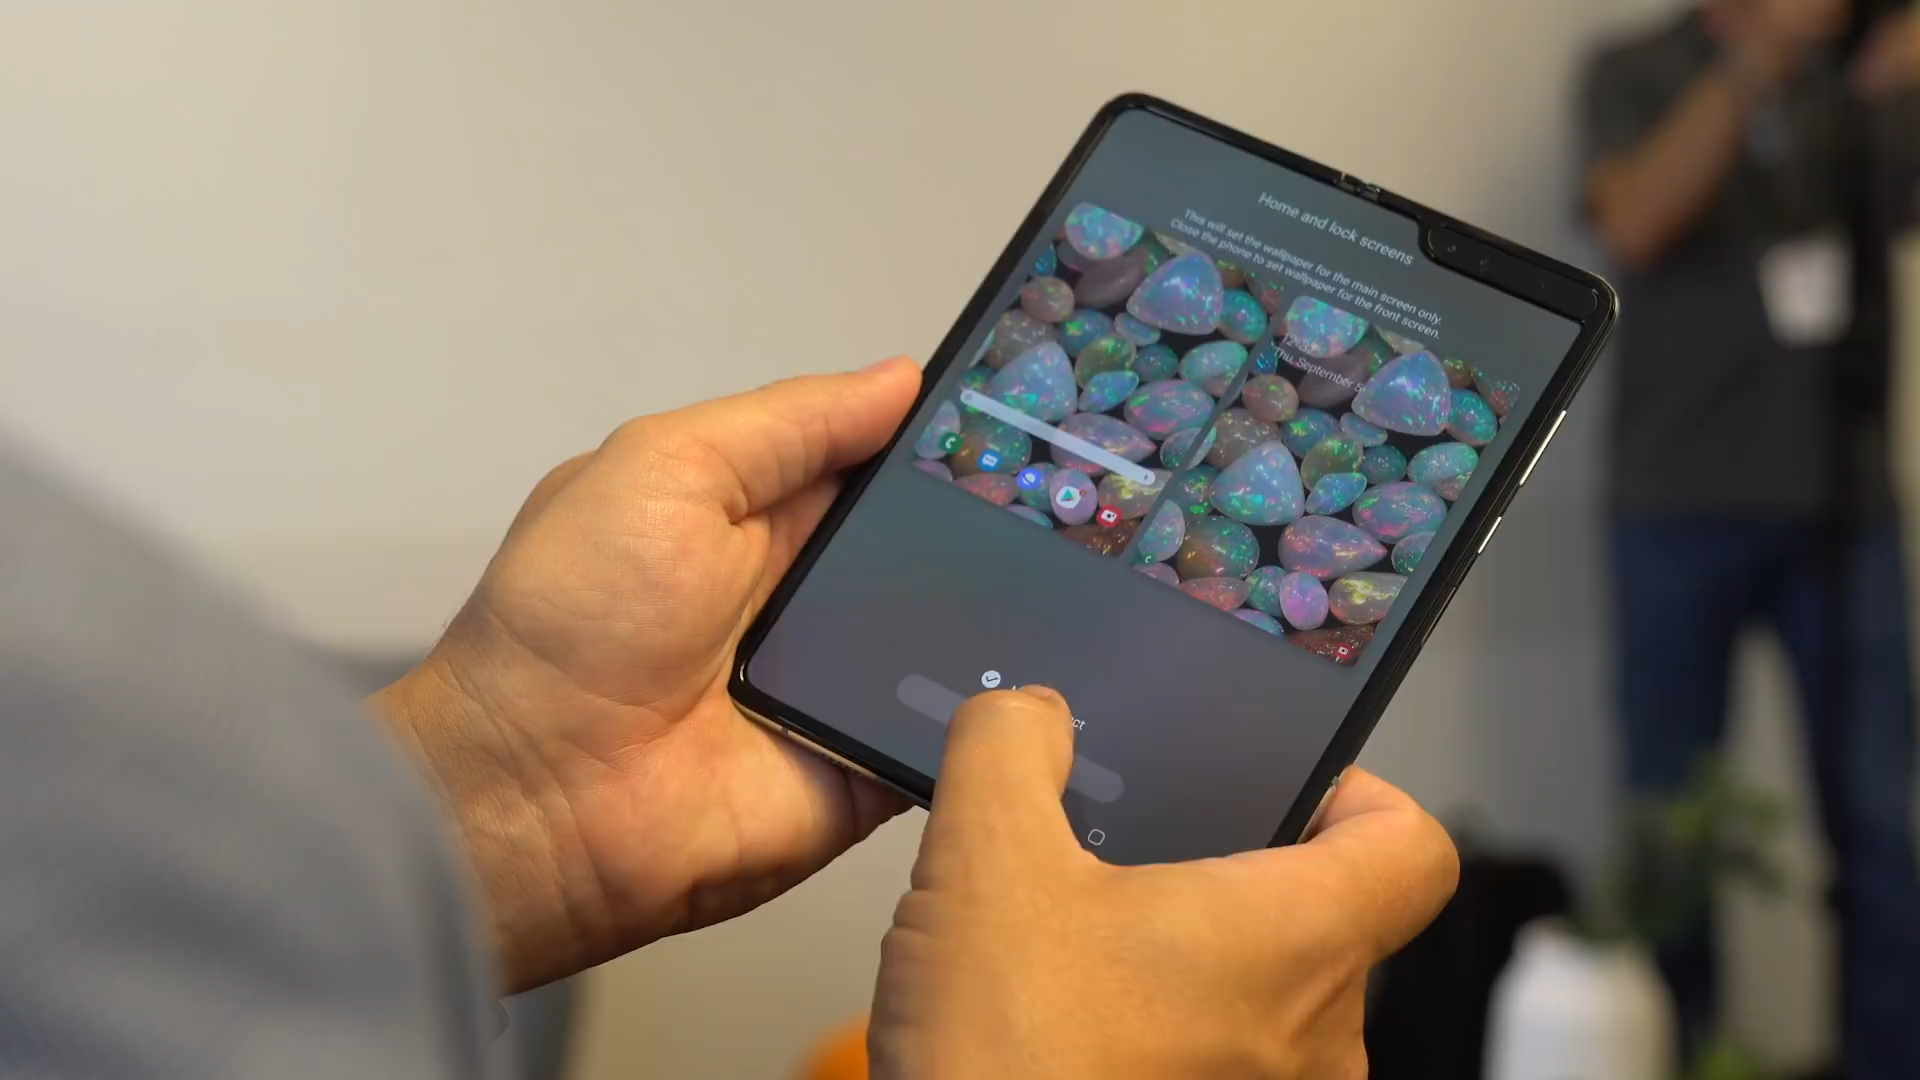 Home and lock screens
This will set the wallpaper for the main screen only.
Close the phone to set wallpaper for the front screen.
Thu, September 5